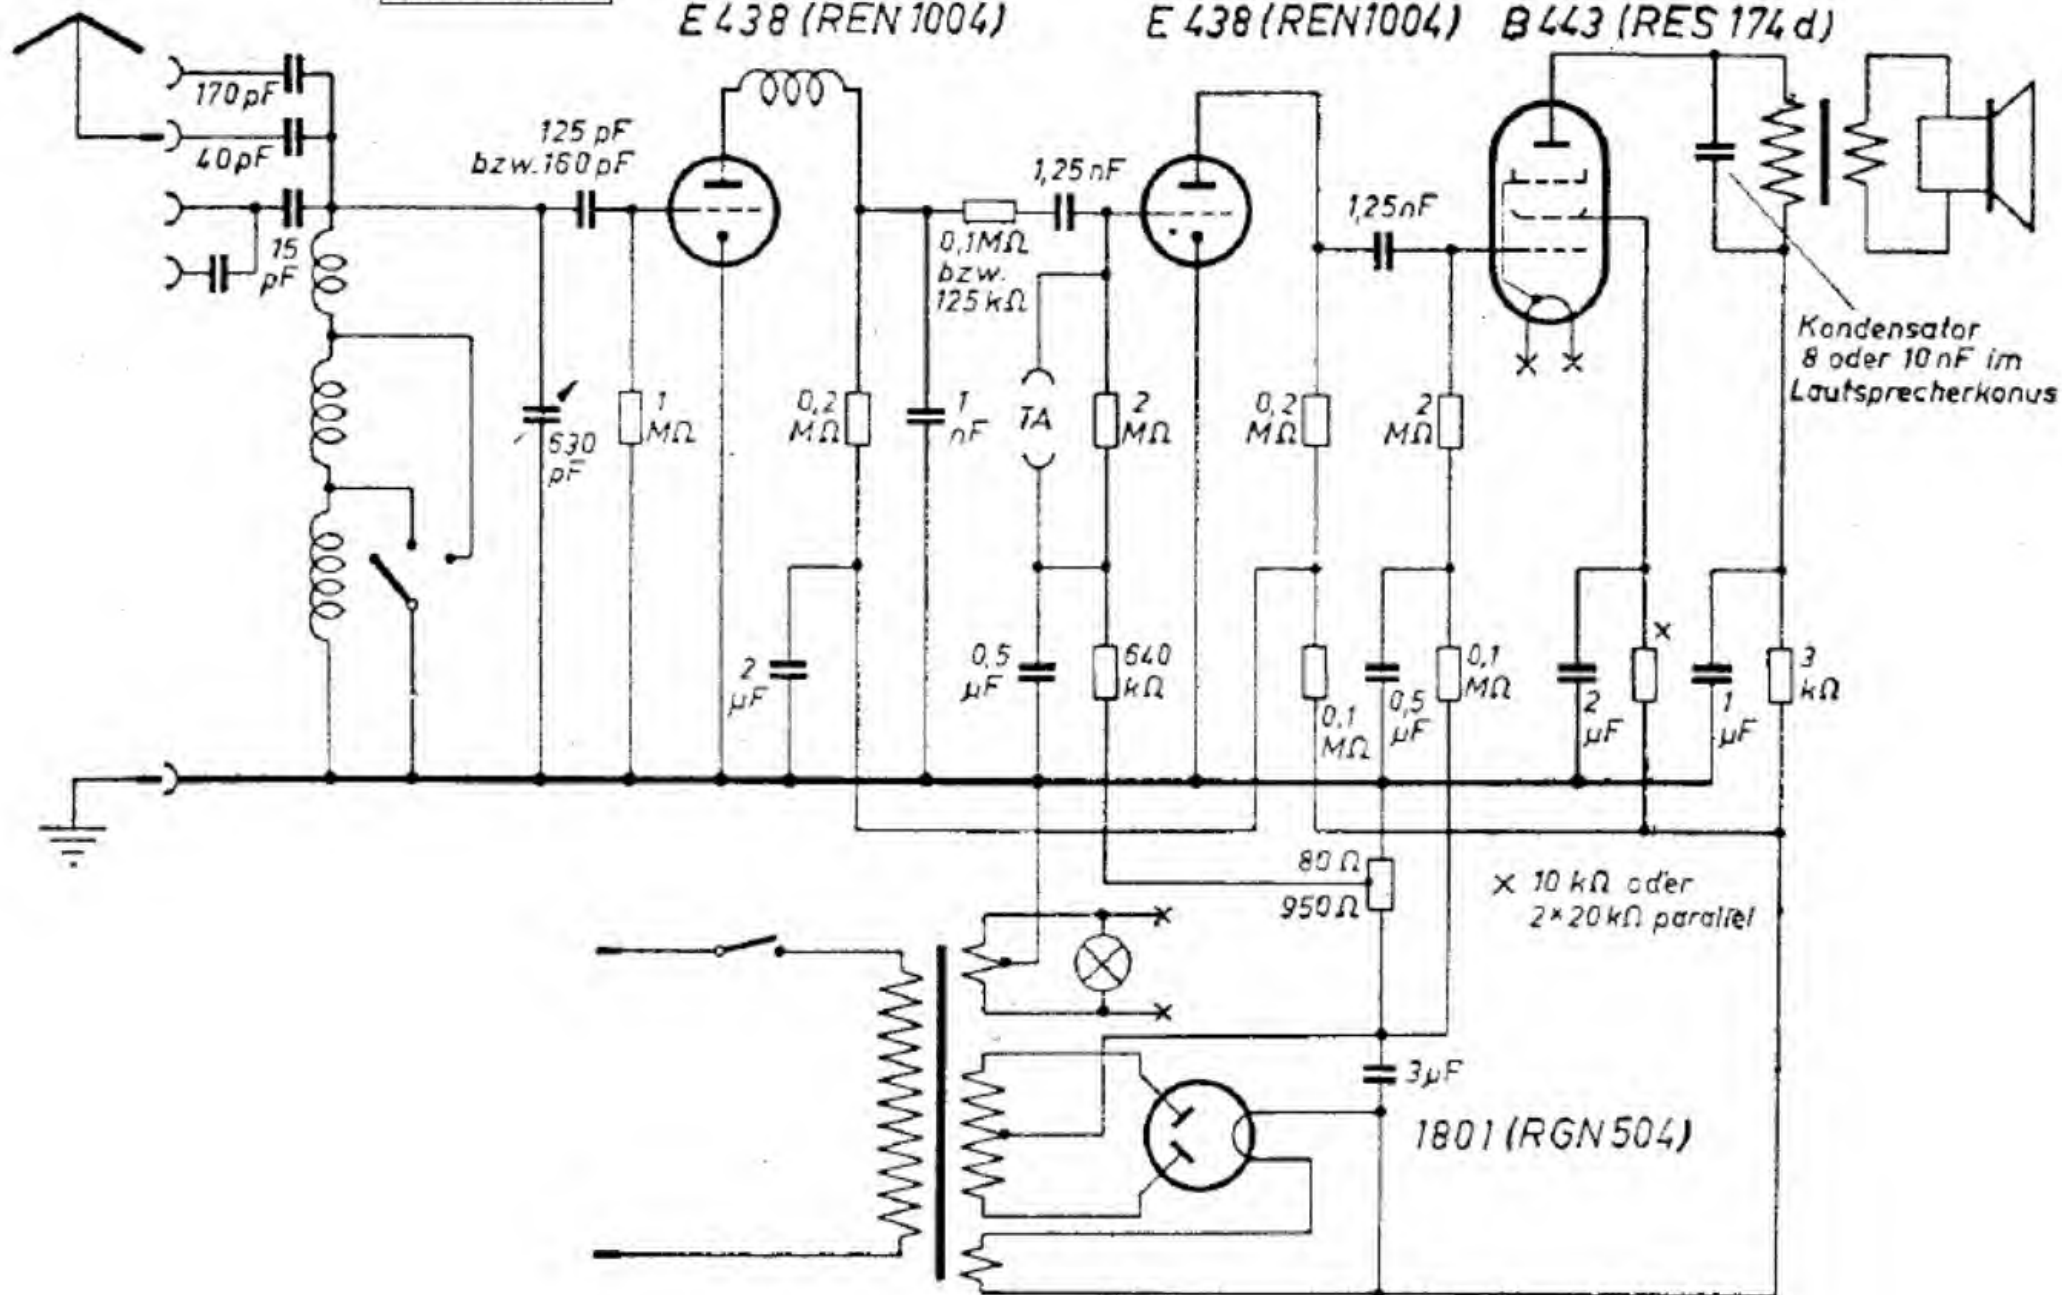 E 438 (REN 1004)
E 438 (REN1004)
B 443 (RES 174 d)
170 pF
40 pF
15
pF
125 pF
bzw. 160 pF
1,25 nF
0,1 MΩ
bzw.
125 kΩ
1,25 nF
Kondensator
8 oder 10 nF im
Lautsprecherkonus
530
pF
1
MΩ
0,2
MΩ
1
nF
TA
2
MΩ
0,2
MΩ
2
MΩ
2
µF
0,5
µF
640
kΩ
0,1
MΩ
0,5
µF
0,1
MΩ
2
µF
×
1
µF
3
kΩ
80 Ω
950 Ω
× 10 kΩ oder
2×20 kΩ parallel
3µF
1801 (RGN 504)